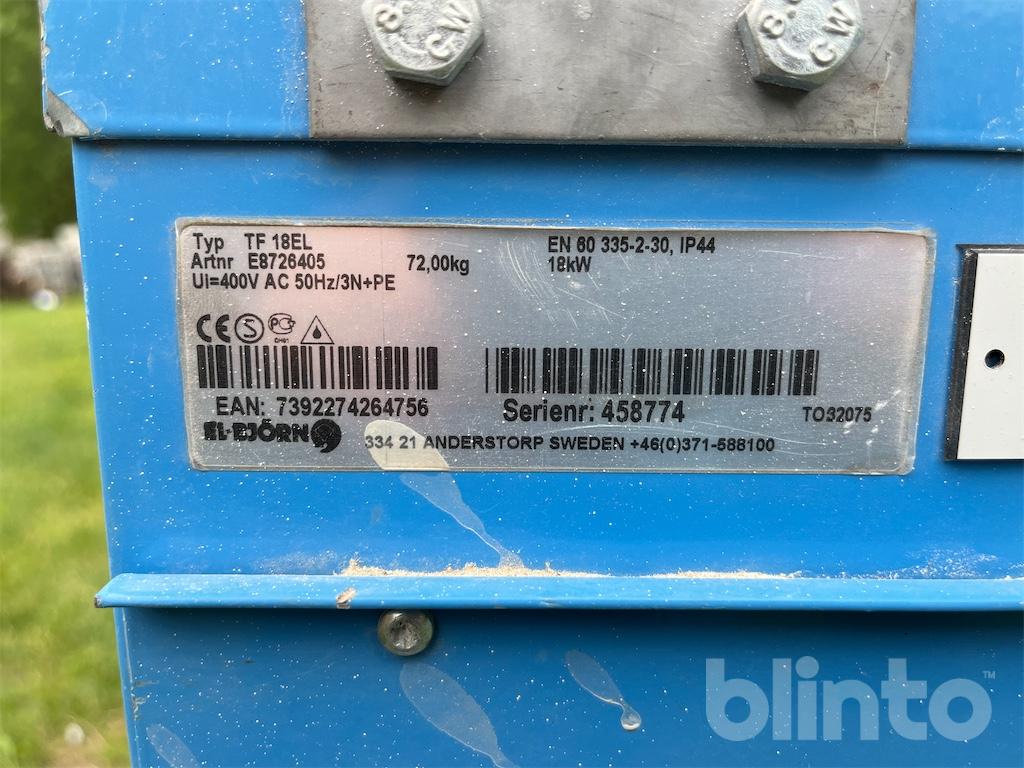 8.8
CW
8.
CW
Typ TF 18EL
EN 60 335-2-30, IP44
Artnr E8726405 72,00kg 18kW
UI=400V AC 50Hz/3N+PE
CE S PC
EAN: 7392274264756 Serienr: 458774 TO32075
EL-BJÖRN 334 21 ANDERSTORP SWEDEN +46(0)371-588100
blinto™